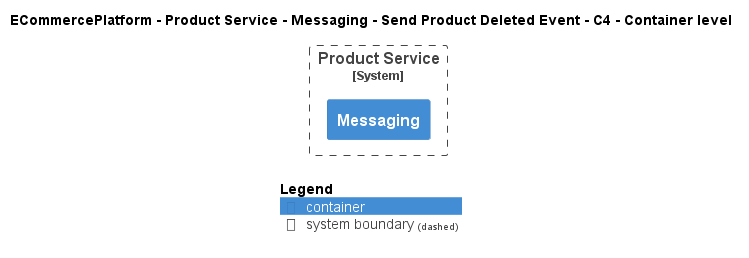 ECommercePlatform - Product Service - Messaging - Send Product Deleted Event - C4 - Container level
Product Service
[System]
Messaging
Legend
container
system boundary (dashed)